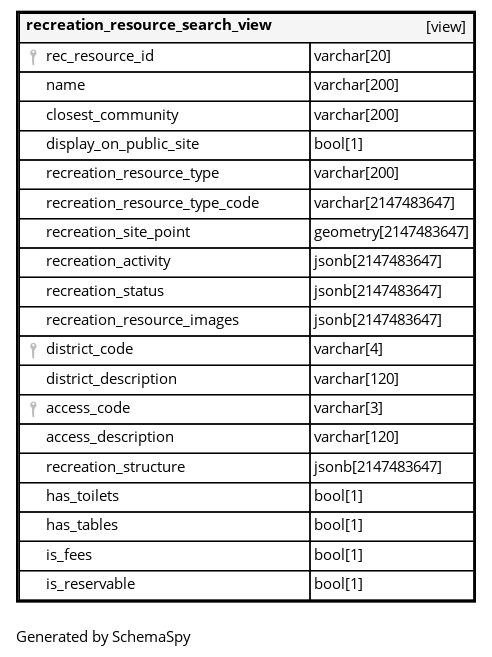 recreation_resource_search_view [view]
rec_resource_id varchar[20]
name varchar[200]
closest_community varchar[200]
display_on_public_site bool[1]
recreation_resource_type varchar[200]
recreation_resource_type_code varchar[2147483647]
recreation_site_point geometry[2147483647]
recreation_activity jsonb[2147483647]
recreation_status jsonb[2147483647]
recreation_resource_images jsonb[2147483647]
district_code varchar[4]
district_description varchar[120]
access_code varchar[3]
access_description varchar[120]
recreation_structure jsonb[2147483647]
has_toilets bool[1]
has_tables bool[1]
is_fees bool[1]
is_reservable bool[1]
Generated by SchemaSpy